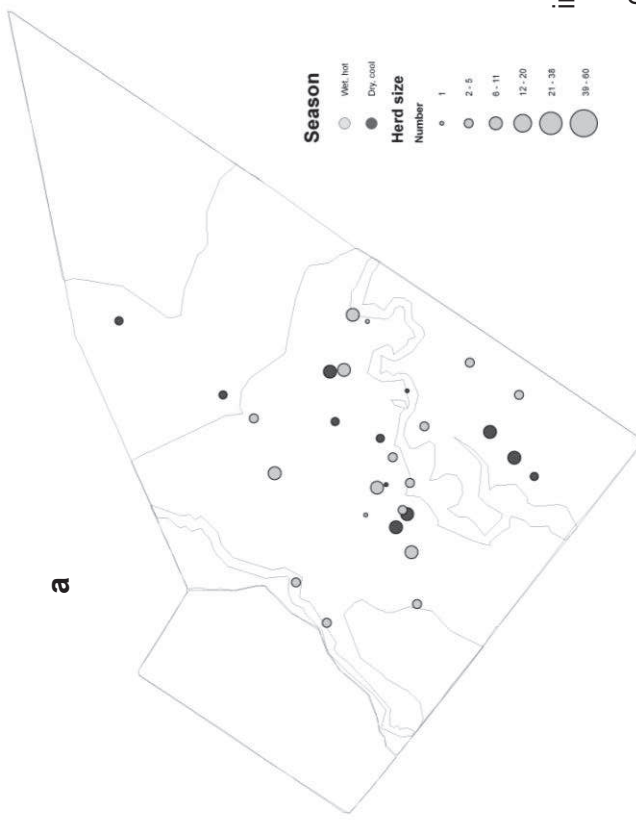 a
Season
Wet, hot
Dry, cool
Herd size
Number
1
2 - 5
6 - 11
12 - 20
21 - 38
39 - 60